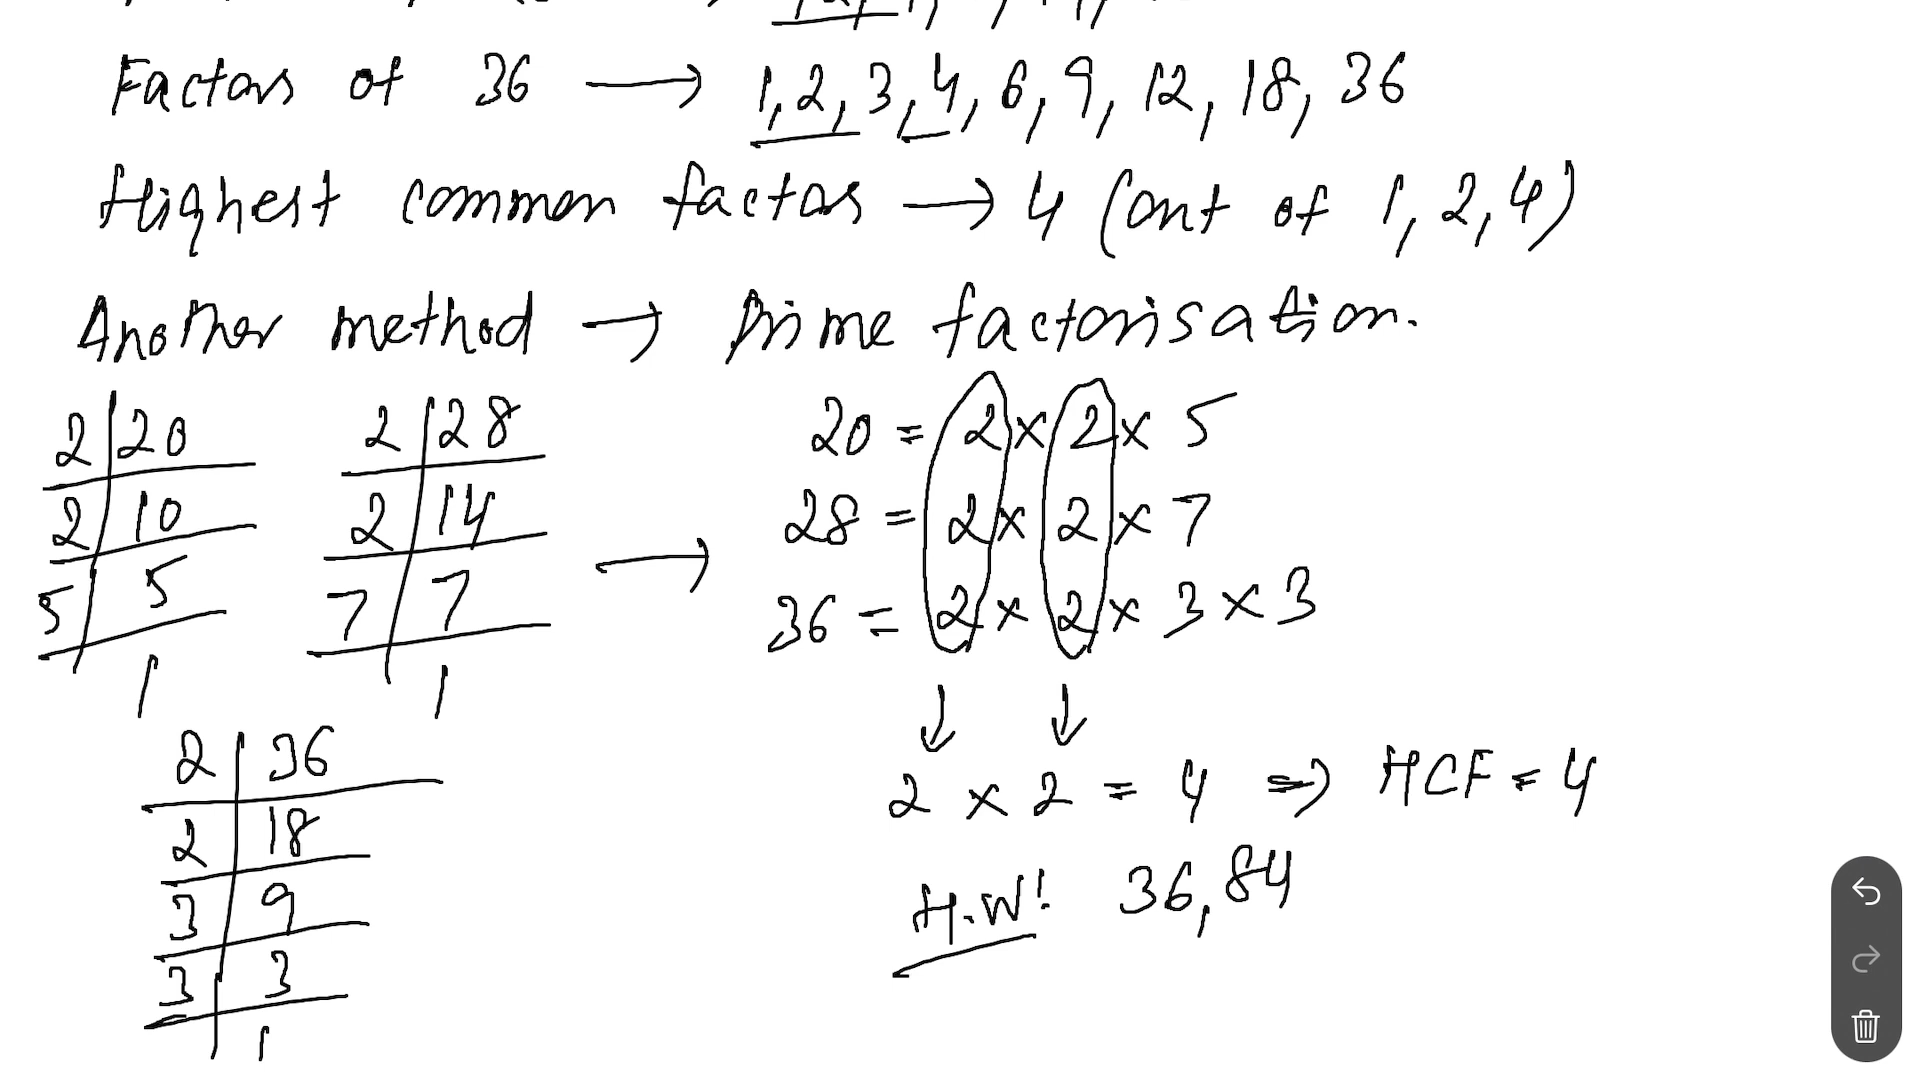 Factors of 36 → 1, 2, 3, 4, 6, 9, 12, 18, 36
Highest common factors → 4 (out of 1, 2, 4)
Another method → Prime factorisation.
2 | 20
2 | 10
5 | 5
1
2 | 28
2 | 14
7 | 7
1
→
20 = 2 × 2 × 5
28 = 2 × 2 × 7
36 = 2 × 2 × 3 × 3
↓ ↓
2 × 2 = 4 ⇒ HCF = 4
2 | 36
2 | 18
3 | 9
3 | 3
1
H.W! 36, 84